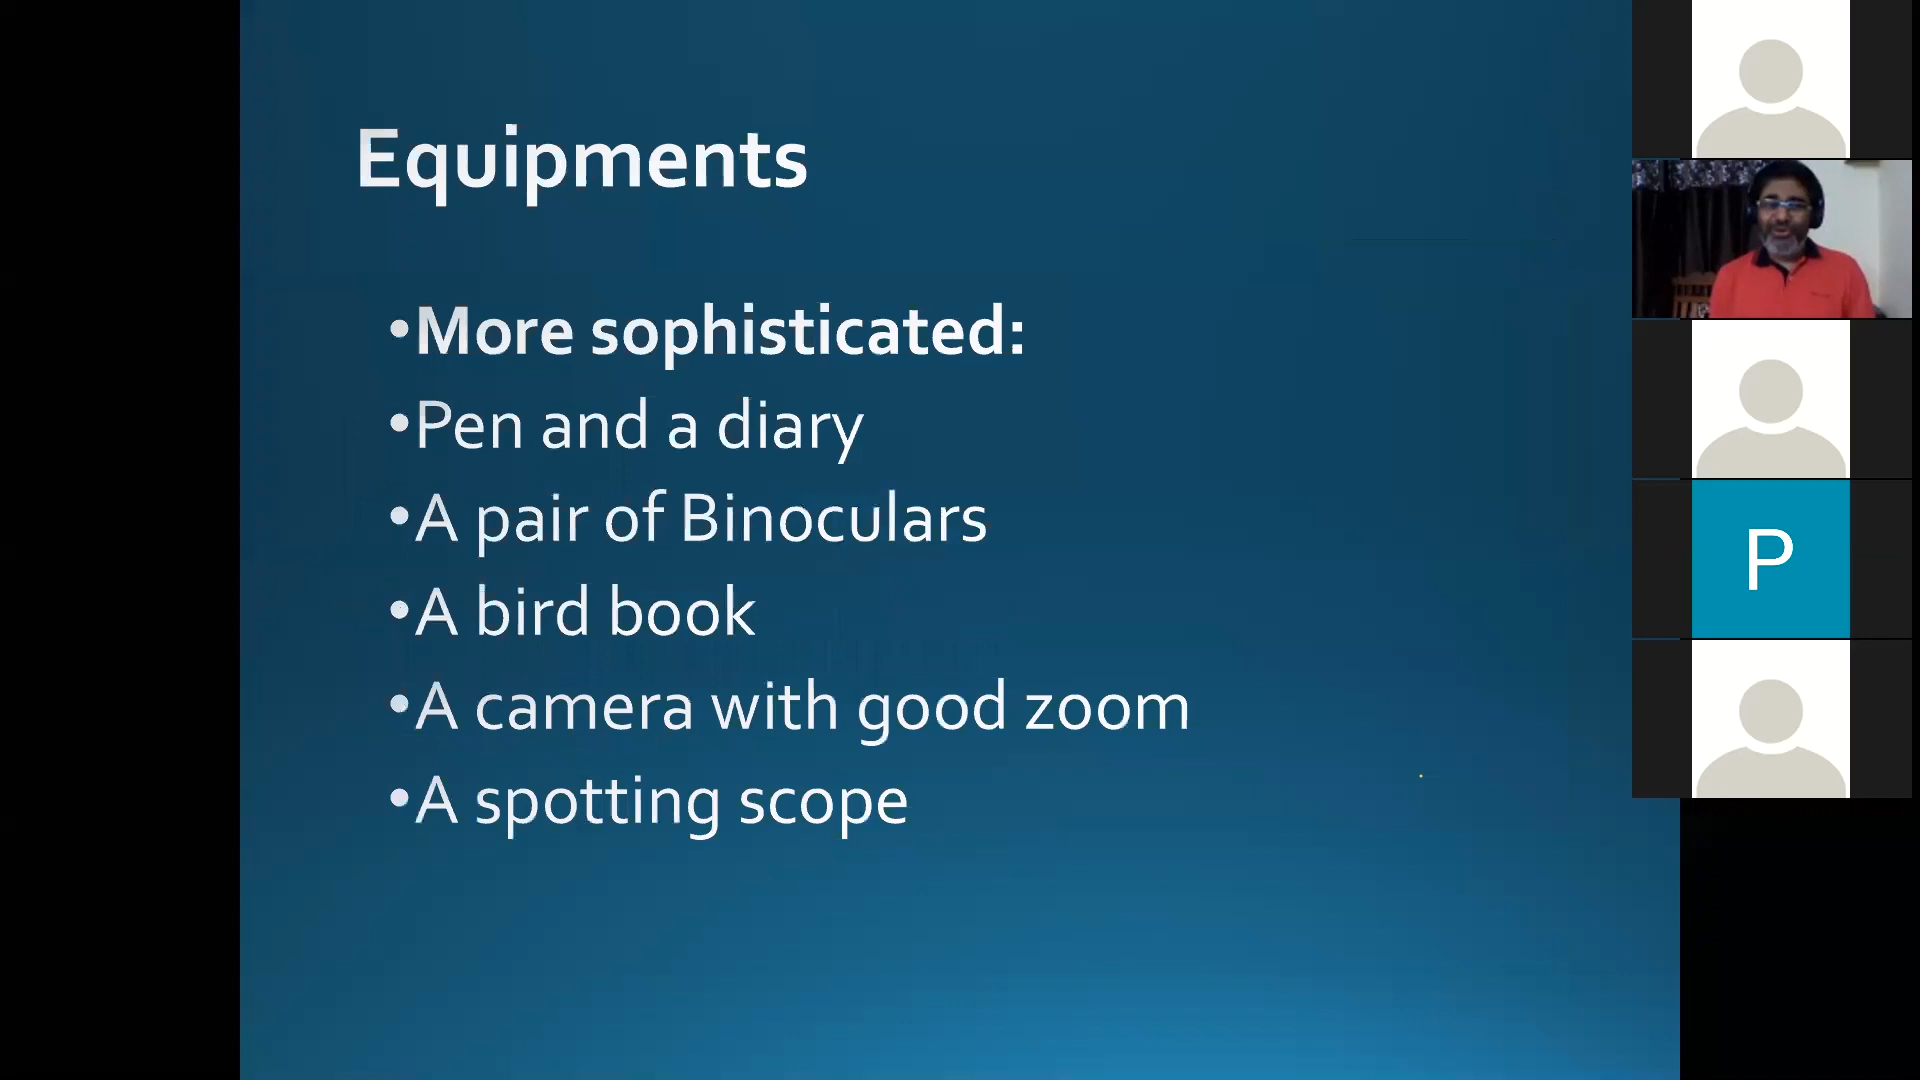 Equipments
•More sophisticated:
•Pen and a diary
•A pair of Binoculars
•A bird book
•A camera with good zoom
•A spotting scope
P